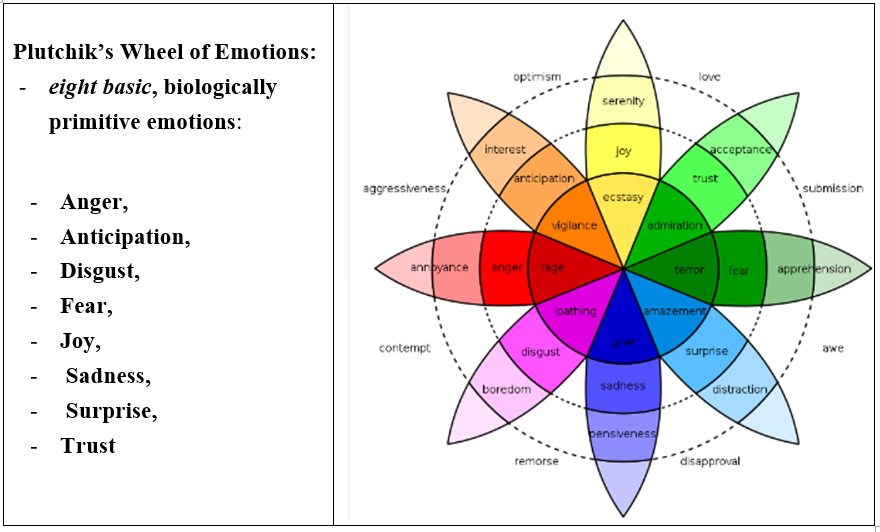 Plutchik’s Wheel of Emotions:
- eight basic, biologically
primitive emotions:
- Anger,
- Anticipation,
- Disgust,
- Fear,
- Joy,
- Sadness,
- Surprise,
- Trust
optimism
love
serenity
interest
acceptance
joy
anticipation
trust
aggressiveness
submission
ecstasy
vigilance
admiration
annoyance
anger
rage
terror
fear
apprehension
loathing
amazement
grief
contempt
awe
disgust
surprise
sadness
boredom
distraction
pensiveness
remorse
disapproval